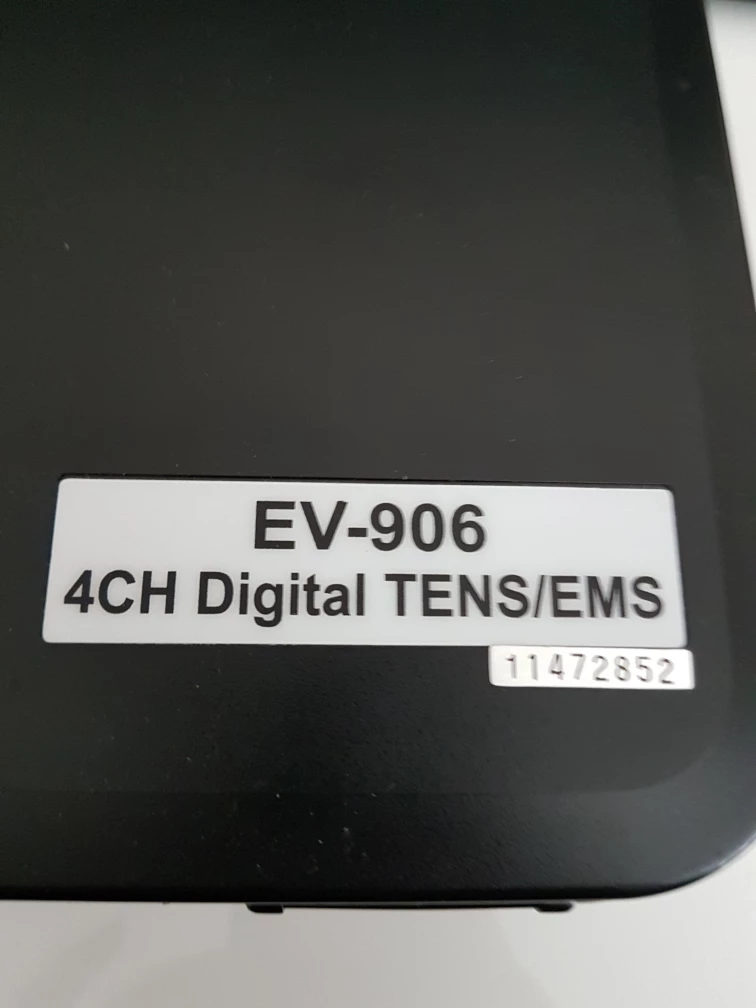 EV-906
4CH Digital TENS/EMS
11472852